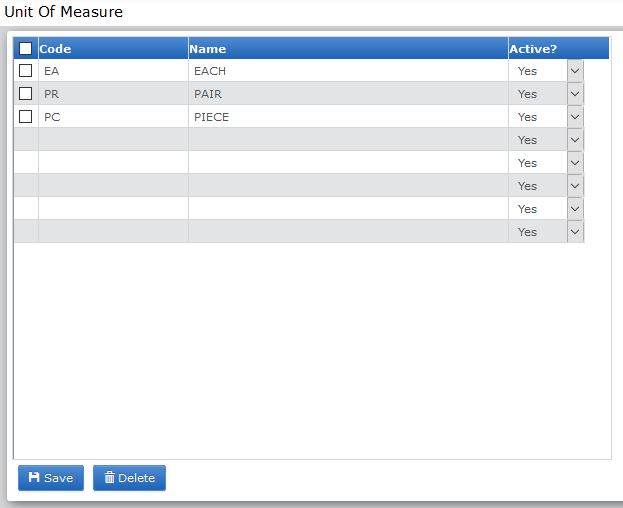 Unit Of Measure
Code Name Active?
EA EACH Yes
PR PAIR Yes
PC PIECE Yes
Yes
Yes
Yes
Yes
Yes
Save Delete